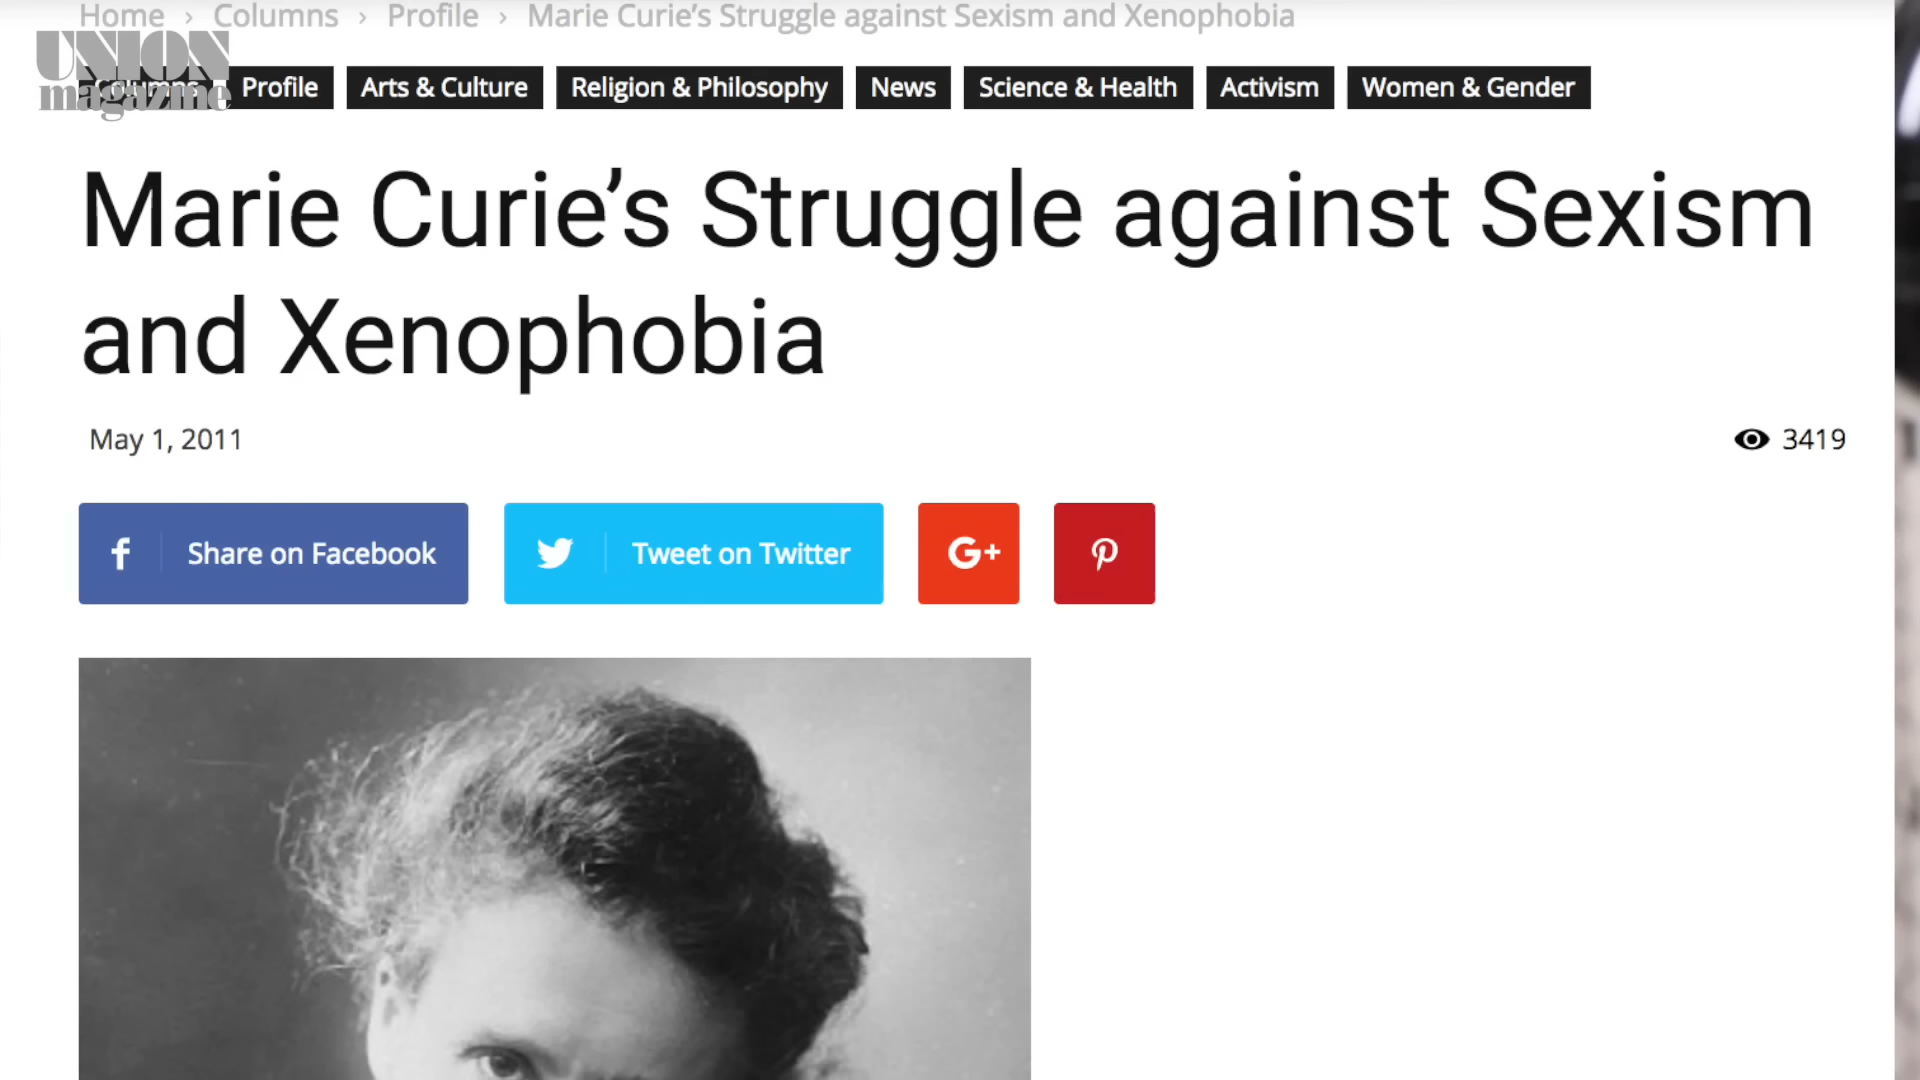 Home › Columns › Profile › Marie Curie’s Struggle against Sexism and Xenophobia
UNION
magazine
Columns Profile Arts & Culture Religion & Philosophy News Science & Health Activism Women & Gender
Marie Curie’s Struggle against Sexism
and Xenophobia
May 1, 2011 3419
f Share on Facebook Tweet on Twitter G+